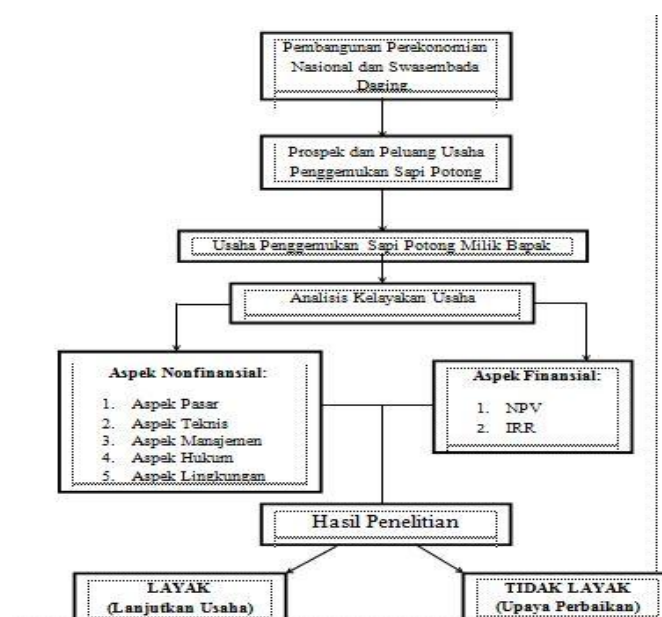 Pembangunan Perekonomian
Nasional dan Swasembada
Daging.
Prospek dan Peluang Usaha
Penggemukan Sapi Potong
Usaha Penggemukan Sapi Potong Milik Bapak
Analisis Kelayakan Usaha
Aspek Nonfinansial:
1. Aspek Pasar
2. Aspek Teknis
3. Aspek Manajemen
4. Aspek Hukum
5. Aspek Lingkungan
Aspek Finansial:
1. NPV
2. IRR
Hasil Penelitian
LAYAK
(Lanjutkan Usaha)
TIDAK LAYAK
(Upaya Perbaikan)